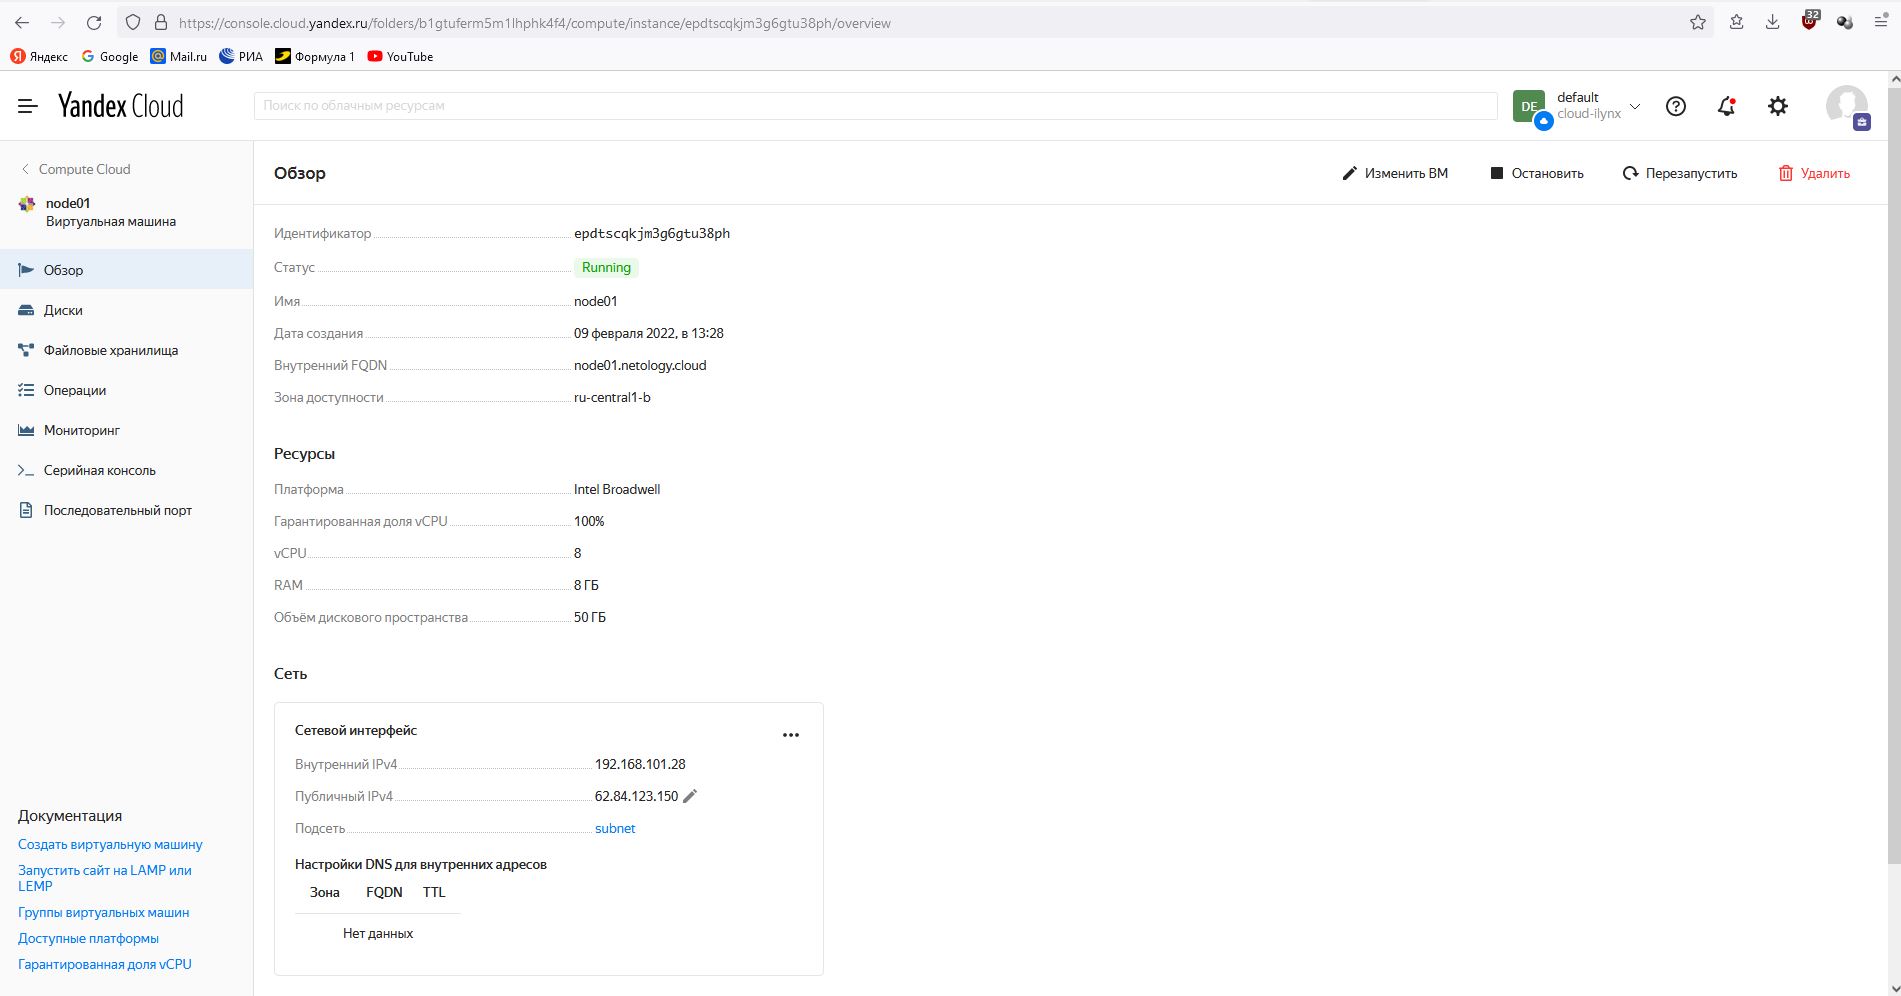 https://console.cloud.yandex.ru/folders/b1gtuferm5m1lhphk4f4/compute/instance/epdtscqkjm3g6gtu38ph/overview
32
Яндекс Google Mail.ru РИА Формула 1 YouTube
Yandex Cloud
Поиск по облачным ресурсам
DE
default
cloud-ilynx
Compute Cloud
node01
Виртуальная машина
Обзор
Диски
Файловые хранилища
Операции
Мониторинг
Серийная консоль
Последовательный порт
Документация
Создать виртуальную машину
Запустить сайт на LAMP или
LEMP
Группы виртуальных машин
Доступные платформы
Гарантированная доля vCPU
Обзор
Изменить ВМ Остановить Перезапустить Удалить
Идентификатор epdtscqkjm3g6gtu38ph
Статус Running
Имя node01
Дата создания 09 февраля 2022, в 13:28
Внутренний FQDN node01.netology.cloud
Зона доступности ru-central1-b
Ресурсы
Платформа Intel Broadwell
Гарантированная доля vCPU 100%
vCPU 8
RAM 8 ГБ
Объём дискового пространства 50 ГБ
Сеть
Сетевой интерфейс
Внутренний IPv4 192.168.101.28
Публичный IPv4 62.84.123.150
Подсеть subnet
Настройки DNS для внутренних адресов
Зона FQDN TTL
Нет данных